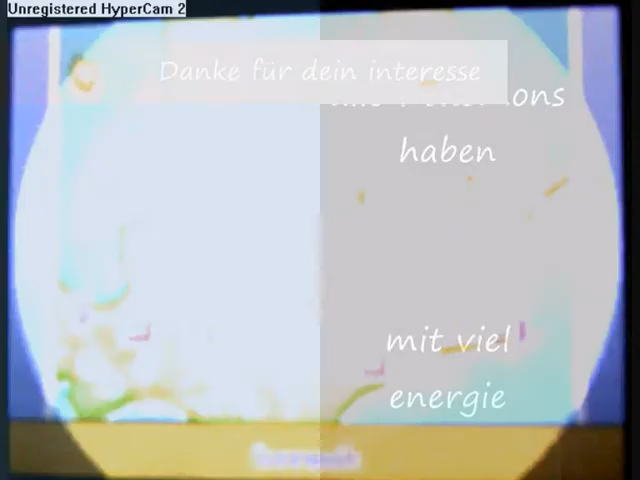 Unregistered HyperCam 2
Danke für dein interesse
haben
mit viel
energie